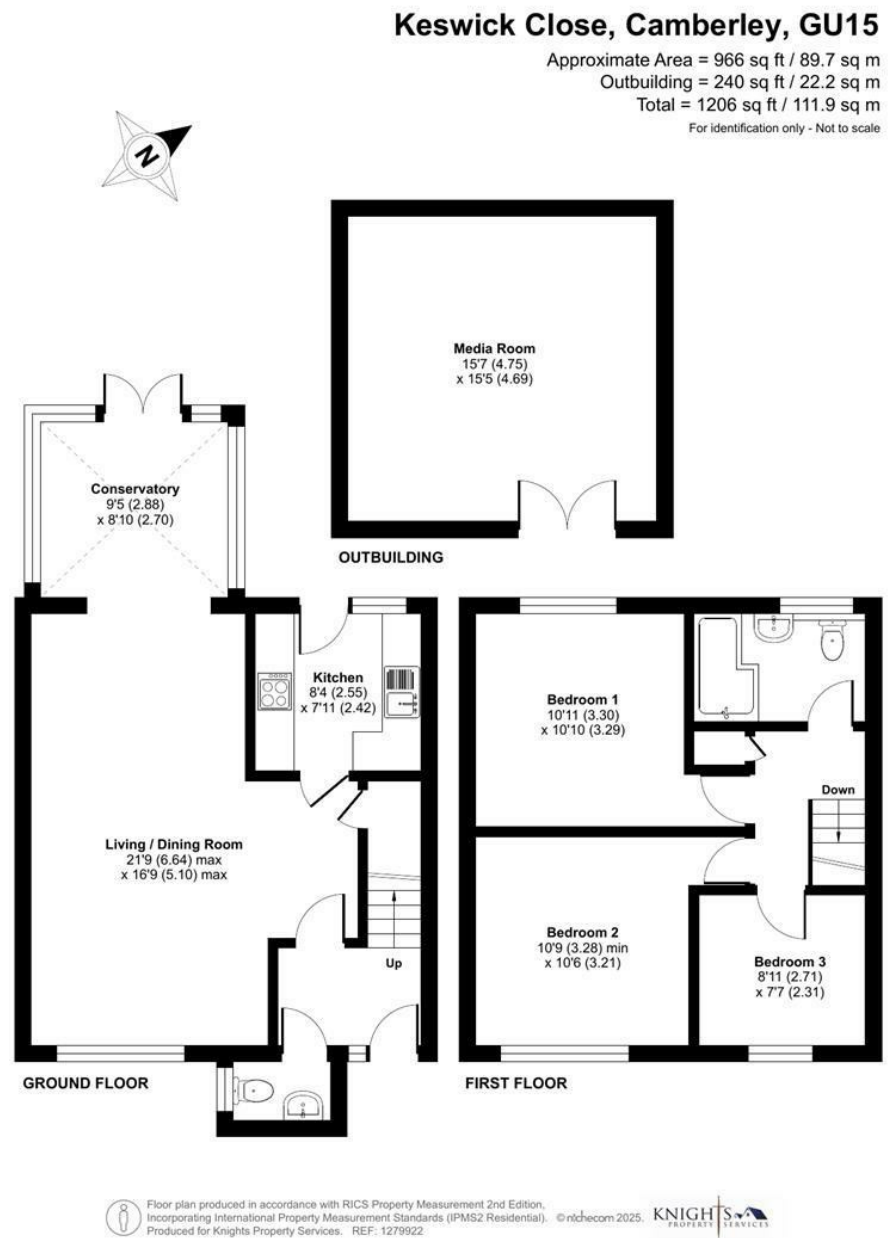 Keswick Close, Camberley, GU15
Approximate Area = 966 sq ft / 89.7 sq m
Outbuilding = 240 sq ft / 22.2 sq m
Total = 1206 sq ft / 111.9 sq m
For identification only - Not to scale
N
Media Room
15'7 (4.75)
x 15'5 (4.69)
OUTBUILDING
Conservatory
9'5 (2.88)
x 8'10 (2.70)
Kitchen
8'4 (2.55)
x 7'11 (2.42)
Living / Dining Room
21'9 (6.64) max
x 16'9 (5.10) max
Up
GROUND FLOOR
Bedroom 1
10'11 (3.30)
x 10'10 (3.29)
Down
Bedroom 2
10'9 (3.28) min
x 10'6 (3.21)
Bedroom 3
8'11 (2.71)
x 7'7 (2.31)
FIRST FLOOR
Floor plan produced in accordance with RICS Property Measurement 2nd Edition,
Incorporating International Property Measurement Standards (IPMS2 Residential). ©nichecom 2025.
Produced for Knights Property Services. REF: 1279922
KNIGHTS
PROPERTY SERVICES